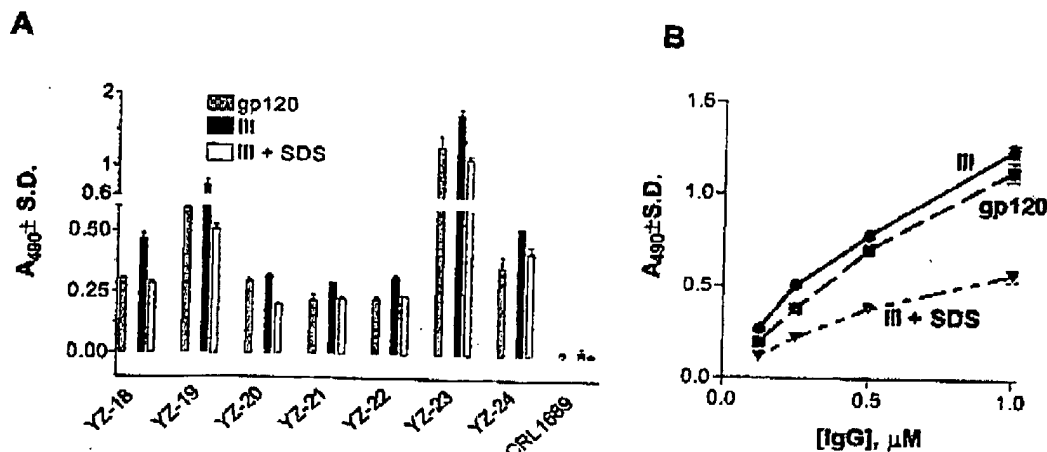 A
A₄₉₀± S.D.
2
1
0.6
0.50
0.25
0.00
gp120
III
III + SDS
YZ-18
YZ-19
YZ-20
YZ-21
YZ-22
YZ-23
YZ-24
CRL1689
B
A₄₉₀±S.D.
1.6
1.0
0.5
0.0
III
gp120
III + SDS
0.0
0.5
1.0
[IgG], μM